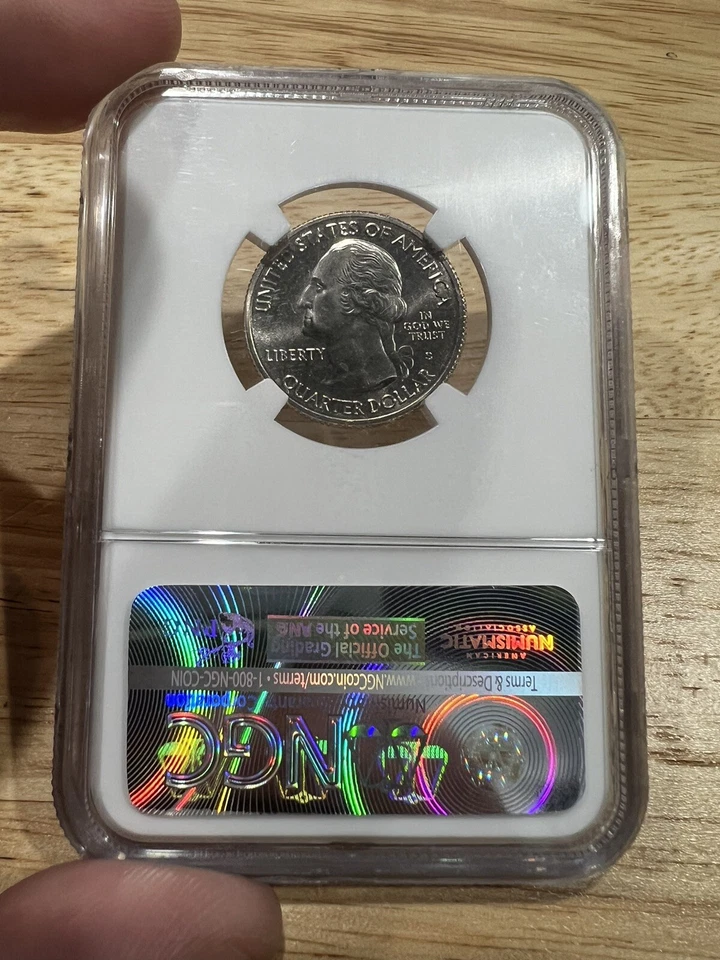 UNITED STATES OF AMERICA
IN
GOD WE
TRUST
LIBERTY
S
QUARTER DOLLAR
NGC
Terms & Descriptions: www.NGCcoin.com/terms • 1-800-NGC-COIN
The Official Grading
Service of the ANA
AMERICAN
NUMISMATIC
ASSOCIATION